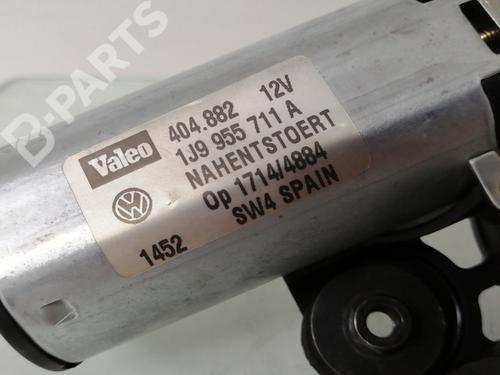 B-PARTS
Valeo
404.882 12V
1J9 955 711 A
NAHENTSTOERT
Op 1714/4884
SW4 SPAIN
1452